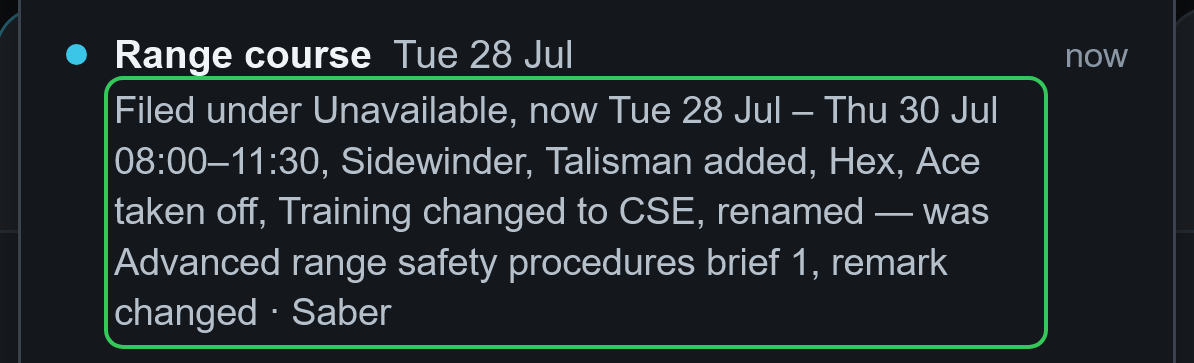 Range course Tue 28 Jul now
Filed under Unavailable, now Tue 28 Jul – Thu 30 Jul
08:00–11:30, Sidewinder, Talisman added, Hex, Ace
taken off, Training changed to CSE, renamed — was
Advanced range safety procedures brief 1, remark
changed · Saber